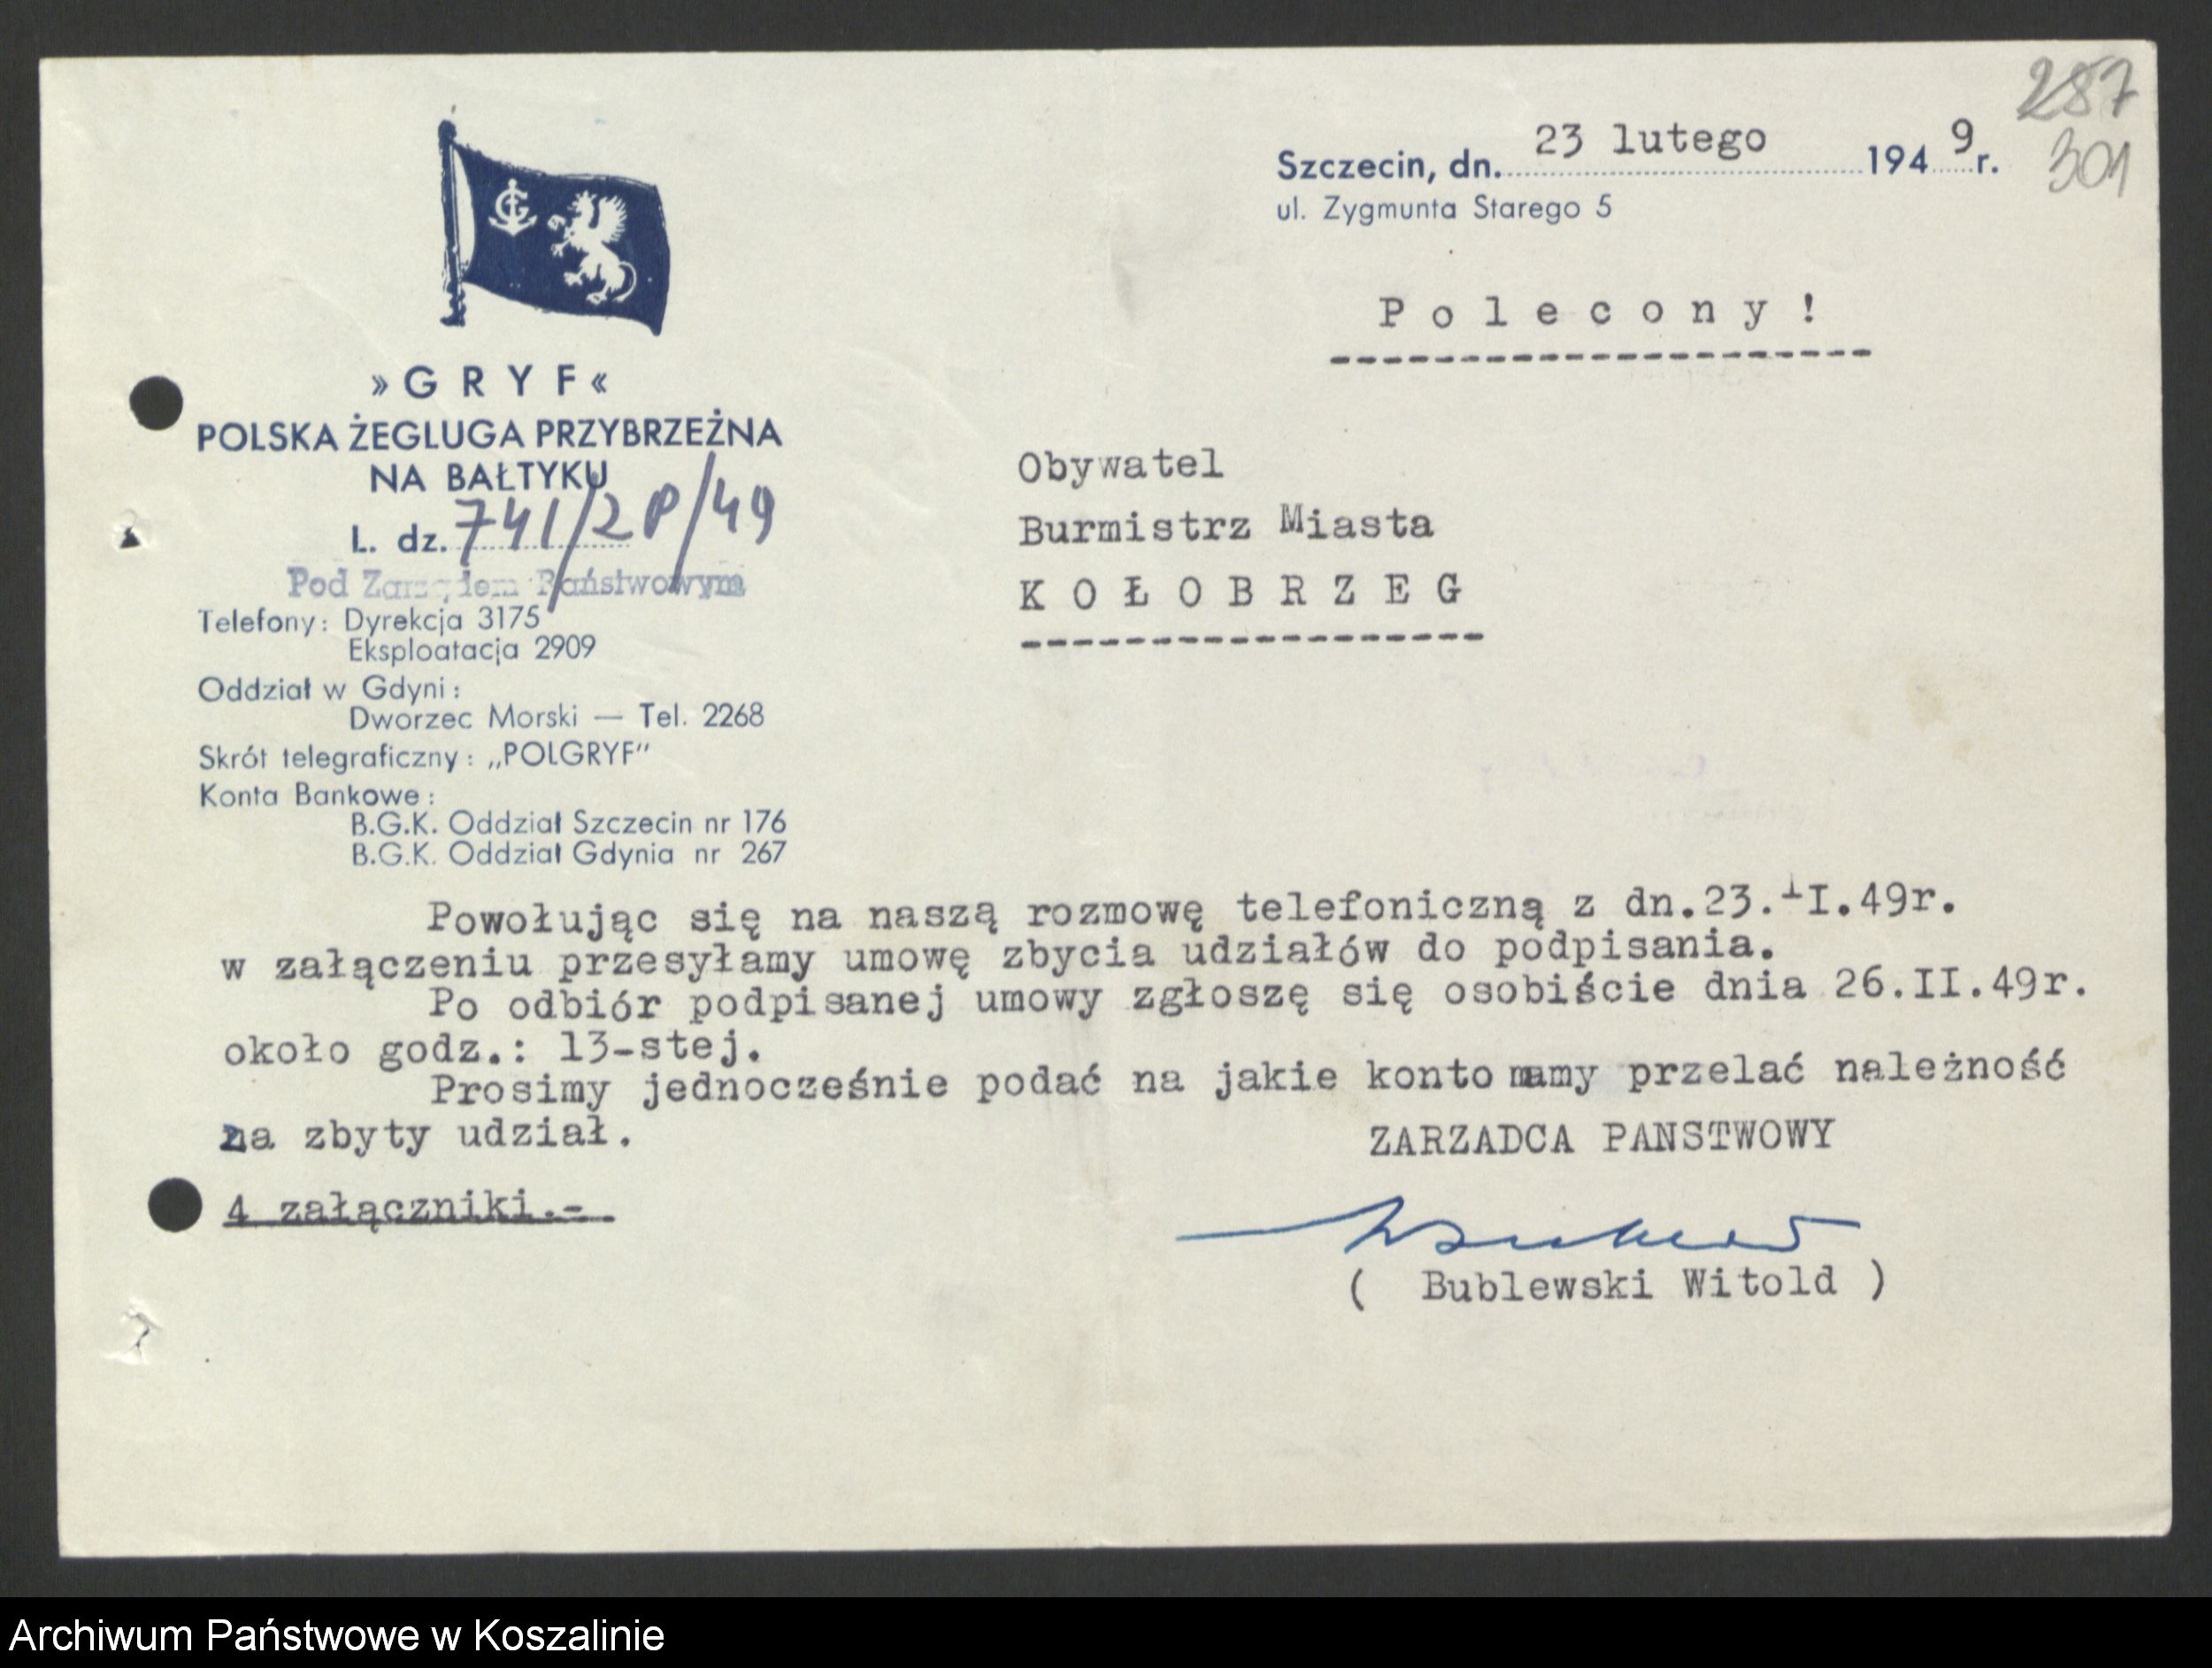 287
301
Szczecin, dn. 23 lutego 194 9 r.
ul. Zygmunta Starego 5
Polecony!
»GRYF«
POLSKA ŻEGLUGA PRZYBRZEŻNA
NA BAŁTYKU
L. dz. 741/2P/49
Pod Zarządem Państwowym
Telefony: Dyrekcja 3175
Eksploatacja 2909
Oddział w Gdyni:
Dworzec Morski — Tel. 2268
Skrót telegraficzny: „POLGRYF"
Konta Bankowe:
B.G.K. Oddział Szczecin nr 176
B.G.K. Oddział Gdynia nr 267
Obywatel
Burmistrz Miasta
KOŁOBRZEG
Powołując się na naszą rozmowę telefoniczną z dn.23.II.49r.
w załączeniu przesyłamy umowę zbycia udziałów do podpisania.
Po odbiór podpisanej umowy zgłoszę się osobiście dnia 26.II.49r.
około godz.: 13-stej.
Prosimy jednocześnie podać na jakie konto mamy przelać należność
za zbyty udział.
ZARZADCA PANSTWOWY
4 załączniki.-
( Bublewski Witold )
Archiwum Państwowe w Koszalinie